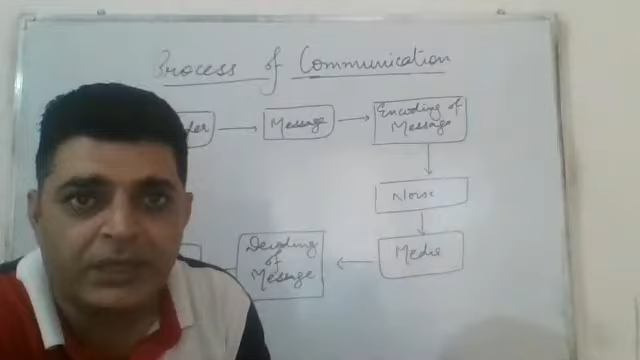 Process of Communication
Message
Encoding of
Message
Noise
Media
Decoding
of
Message